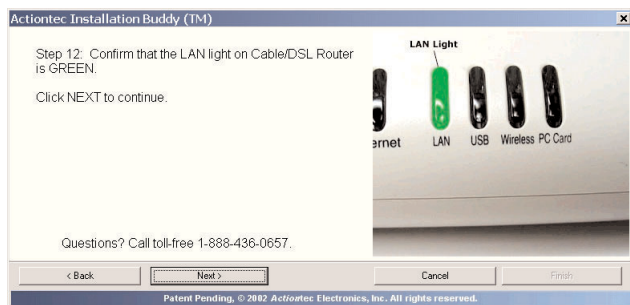 Actiontec Installation Buddy (TM)
Step 12: Confirm that the LAN light on Cable/DSL Router
is GREEN.
Click NEXT to continue.
LAN Light
ernet LAN USB Wireless PC Card
Questions? Call toll-free 1-888-436-0657.
< Back Next > Cancel Finish
Patent Pending, © 2002 Actiontec Electronics, Inc. All rights reserved.